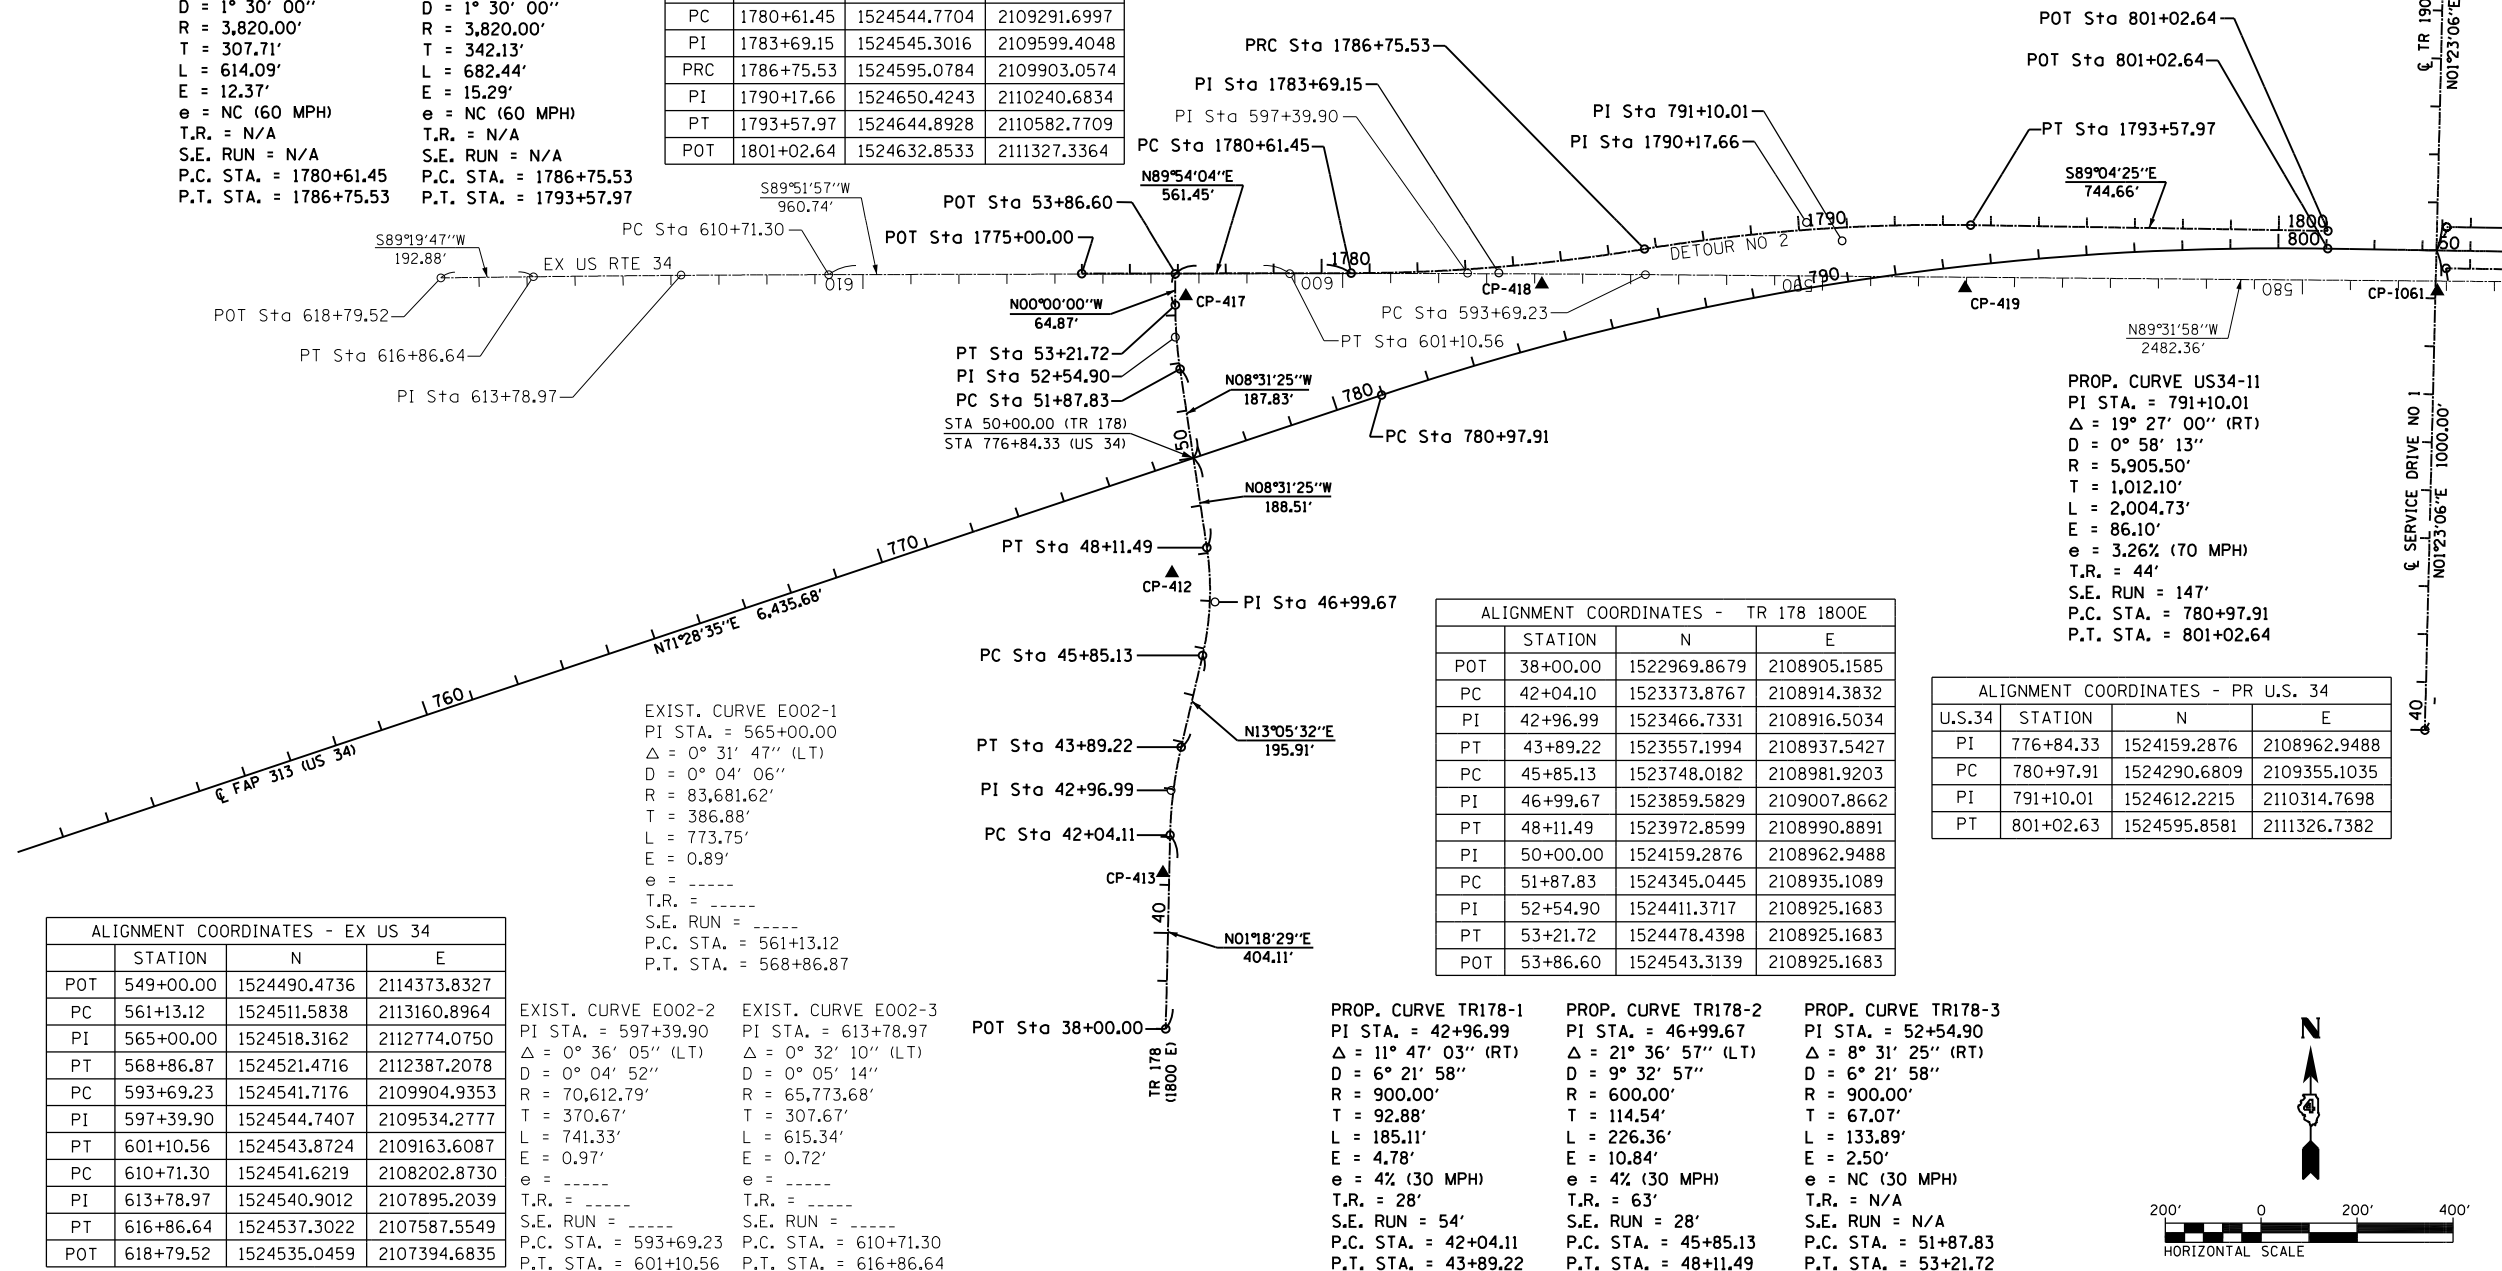 D = 1° 30' 00''
R = 3,820.00'
T = 307.71'
L = 614.09'
E = 12.37'
e = NC (60 MPH)
T.R. = N/A
S.E. RUN = N/A
P.C. STA. = 1780+61.45
P.T. STA. = 1786+75.53
D = 1° 30' 00''
R = 3,820.00'
T = 342.13'
L = 682.44'
E = 15.29'
e = NC (60 MPH)
T.R. = N/A
S.E. RUN = N/A
P.C. STA. = 1786+75.53
P.T. STA. = 1793+57.97
PC 1780+61.45 1524544.7704 2109291.6997
PI 1783+69.15 1524545.3016 2109599.4048
PRC 1786+75.53 1524595.0784 2109903.0574
PI 1790+17.66 1524650.4243 2110240.6834
PT 1793+57.97 1524644.8928 2110582.7709
POT 1801+02.64 1524632.8533 2111327.3364
PRC Sta 1786+75.53
PI Sta 1783+69.15
PI Sta 597+39.90
PC Sta 1780+61.45
N89°54'04''E
561.45'
PI Sta 791+10.01
PI Sta 1790+17.66
POT Sta 801+02.64
POT Sta 801+02.64
PT Sta 1793+57.97
S89°04'25''E
744.66'
℄ TR 190
N01°23'06''E
S89°51'57''W
960.74'
POT Sta 53+86.60
POT Sta 1775+00.00
PC Sta 610+71.30
S89°19'47''W
192.88'
EX US RTE 34
610
1780
600
DETOUR NO 2
1790
790
590
1800
800
580
60
POT Sta 618+79.52
PT Sta 616+86.64
PI Sta 613+78.97
N00°00'00''W
64.87'
CP-417
CP-418
CP-419
CP-1061
PC Sta 593+69.23
PT Sta 601+10.56
N89°31'58''W
2482.36'
PT Sta 53+21.72
PI Sta 52+54.90
PC Sta 51+87.83
N08°31'25''W
187.83'
STA 50+00.00 (TR 178)
STA 776+84.33 (US 34)
50
780
PC Sta 780+97.91
N08°31'25''W
188.51'
PT Sta 48+11.49
CP-412
PI Sta 46+99.67
PC Sta 45+85.13
770
N71°28'35''E 6,435.68'
760
℄ FAP 313 (US 34)
PT Sta 43+89.22
N13°05'32''E
195.91'
PI Sta 42+96.99
PC Sta 42+04.11
CP-413
40
N01°18'29''E
404.11'
POT Sta 38+00.00
TR 178
(1800 E)
PROP. CURVE US34-11
PI STA. = 791+10.01
Δ = 19° 27' 00'' (RT)
D = 0° 58' 13''
R = 5,905.50'
T = 1,012.10'
L = 2,004.73'
E = 86.10'
e = 3.26% (70 MPH)
T.R. = 44'
S.E. RUN = 147'
P.C. STA. = 780+97.91
P.T. STA. = 801+02.64
℄ SERVICE DRIVE NO 1
N01°23'06''E 1000.00'
40
EXIST. CURVE E002-1
PI STA. = 565+00.00
Δ = 0° 31' 47'' (LT)
D = 0° 04' 06''
R = 83,681.62'
T = 386.88'
L = 773.75'
E = 0.89'
e = _____
T.R. = _____
S.E. RUN = _____
P.C. STA. = 561+13.12
P.T. STA. = 568+86.87
ALIGNMENT COORDINATES - TR 178 1800E
STATION N E
POT 38+00.00 1522969.8679 2108905.1585
PC 42+04.10 1523373.8767 2108914.3832
PI 42+96.99 1523466.7331 2108916.5034
PT 43+89.22 1523557.1994 2108937.5427
PC 45+85.13 1523748.0182 2108981.9203
PI 46+99.67 1523859.5829 2109007.8662
PT 48+11.49 1523972.8599 2108990.8891
PI 50+00.00 1524159.2876 2108962.9488
PC 51+87.83 1524345.0445 2108935.1089
PI 52+54.90 1524411.3717 2108925.1683
PT 53+21.72 1524478.4398 2108925.1683
POT 53+86.60 1524543.3139 2108925.1683
ALIGNMENT COORDINATES - PR U.S. 34
U.S.34 STATION N E
PI 776+84.33 1524159.2876 2108962.9488
PC 780+97.91 1524290.6809 2109355.1035
PI 791+10.01 1524612.2215 2110314.7698
PT 801+02.63 1524595.8581 2111326.7382
ALIGNMENT COORDINATES - EX US 34
STATION N E
POT 549+00.00 1524490.4736 2114373.8327
PC 561+13.12 1524511.5838 2113160.8964
PI 565+00.00 1524518.3162 2112774.0750
PT 568+86.87 1524521.4716 2112387.2078
PC 593+69.23 1524541.7176 2109904.9353
PI 597+39.90 1524544.7407 2109534.2777
PT 601+10.56 1524543.8724 2109163.6087
PC 610+71.30 1524541.6219 2108202.8730
PI 613+78.97 1524540.9012 2107895.2039
PT 616+86.64 1524537.3022 2107587.5549
POT 618+79.52 1524535.0459 2107394.6835
EXIST. CURVE E002-2
PI STA. = 597+39.90
Δ = 0° 36' 05'' (LT)
D = 0° 04' 52''
R = 70,612.79'
T = 370.67'
L = 741.33'
E = 0.97'
e = _____
T.R. = _____
S.E. RUN = _____
P.C. STA. = 593+69.23
P.T. STA. = 601+10.56
EXIST. CURVE E002-3
PI STA. = 613+78.97
Δ = 0° 32' 10'' (LT)
D = 0° 05' 14''
R = 65,773.68'
T = 307.67'
L = 615.34'
E = 0.72'
e = _____
T.R. = _____
S.E. RUN = _____
P.C. STA. = 610+71.30
P.T. STA. = 616+86.64
PROP. CURVE TR178-1
PI STA. = 42+96.99
Δ = 11° 47' 03'' (RT)
D = 6° 21' 58''
R = 900.00'
T = 92.88'
L = 185.11'
E = 4.78'
e = 4% (30 MPH)
T.R. = 28'
S.E. RUN = 54'
P.C. STA. = 42+04.11
P.T. STA. = 43+89.22
PROP. CURVE TR178-2
PI STA. = 46+99.67
Δ = 21° 36' 57'' (LT)
D = 9° 32' 57''
R = 600.00'
T = 114.54'
L = 226.36'
E = 10.84'
e = 4% (30 MPH)
T.R. = 63'
S.E. RUN = 28'
P.C. STA. = 45+85.13
P.T. STA. = 48+11.49
PROP. CURVE TR178-3
PI STA. = 52+54.90
Δ = 8° 31' 25'' (RT)
D = 6° 21' 58''
R = 900.00'
T = 67.07'
L = 133.89'
E = 2.50'
e = NC (30 MPH)
T.R. = N/A
S.E. RUN = N/A
P.C. STA. = 51+87.83
P.T. STA. = 53+21.72
N
4
200' 0 200' 400'
HORIZONTAL SCALE